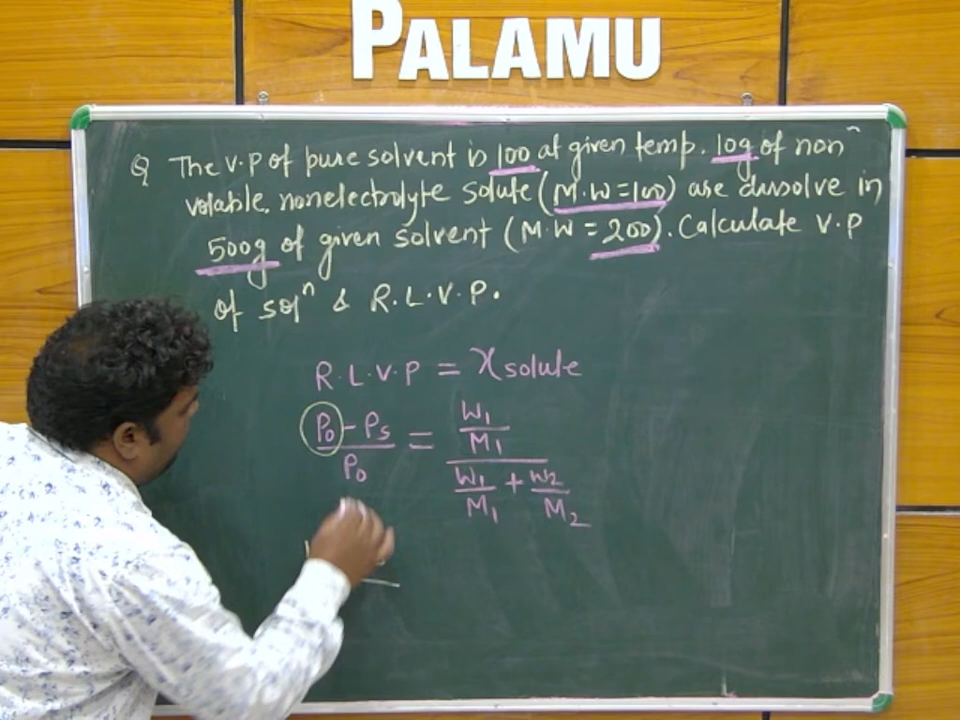 PALAMU
Q The V.P of pure solvent is 100 at given temp. 10g of non
volatable, nonelectrolyte solute (M.W=100) are dissolve in
500g of given solvent (M.W = 200). Calculate V.P
of solⁿ & R.L.V.P.
R.L.V.P = X solute
P₀ - Pₛ / P₀ = W₁/M₁ / W₁/M₁ + W₂/M₂